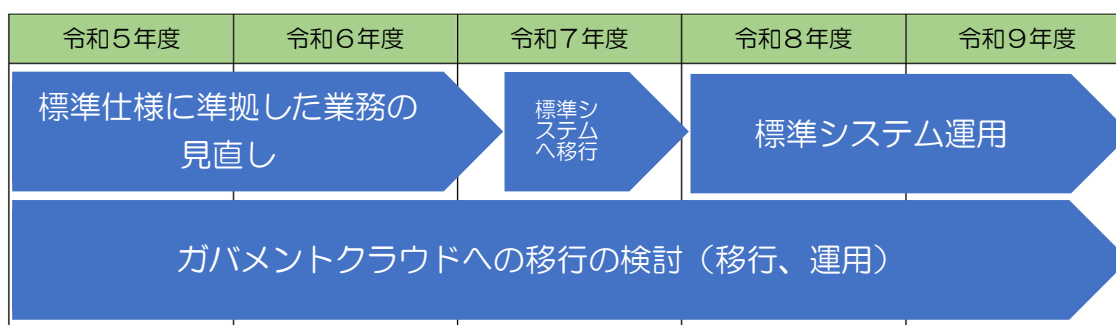 令和５年度 令和６年度 令和７年度 令和８年度 令和９年度
標準仕様に準拠した業務の
見直し
標準シ
ステム
へ移行
標準システム運用
ガバメントクラウドへの移行の検討（移行、運用）